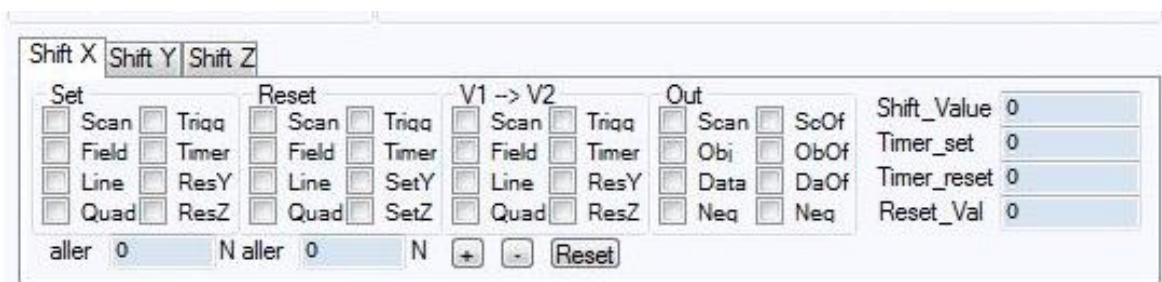 Shift X Shift Y Shift Z
Set Reset V1 --> V2 Out
Scan Trigg Scan Trigg Scan Trigg Scan ScOf Shift_Value 0
Field Timer Field Timer Field Timer Obj ObOf Timer_set 0
Line ResY Line SetY Line ResY Data DaOf Timer_reset 0
Quad ResZ Quad SetZ Quad ResZ Neg Neg Reset_Val 0
aller 0 N aller 0 N + - Reset